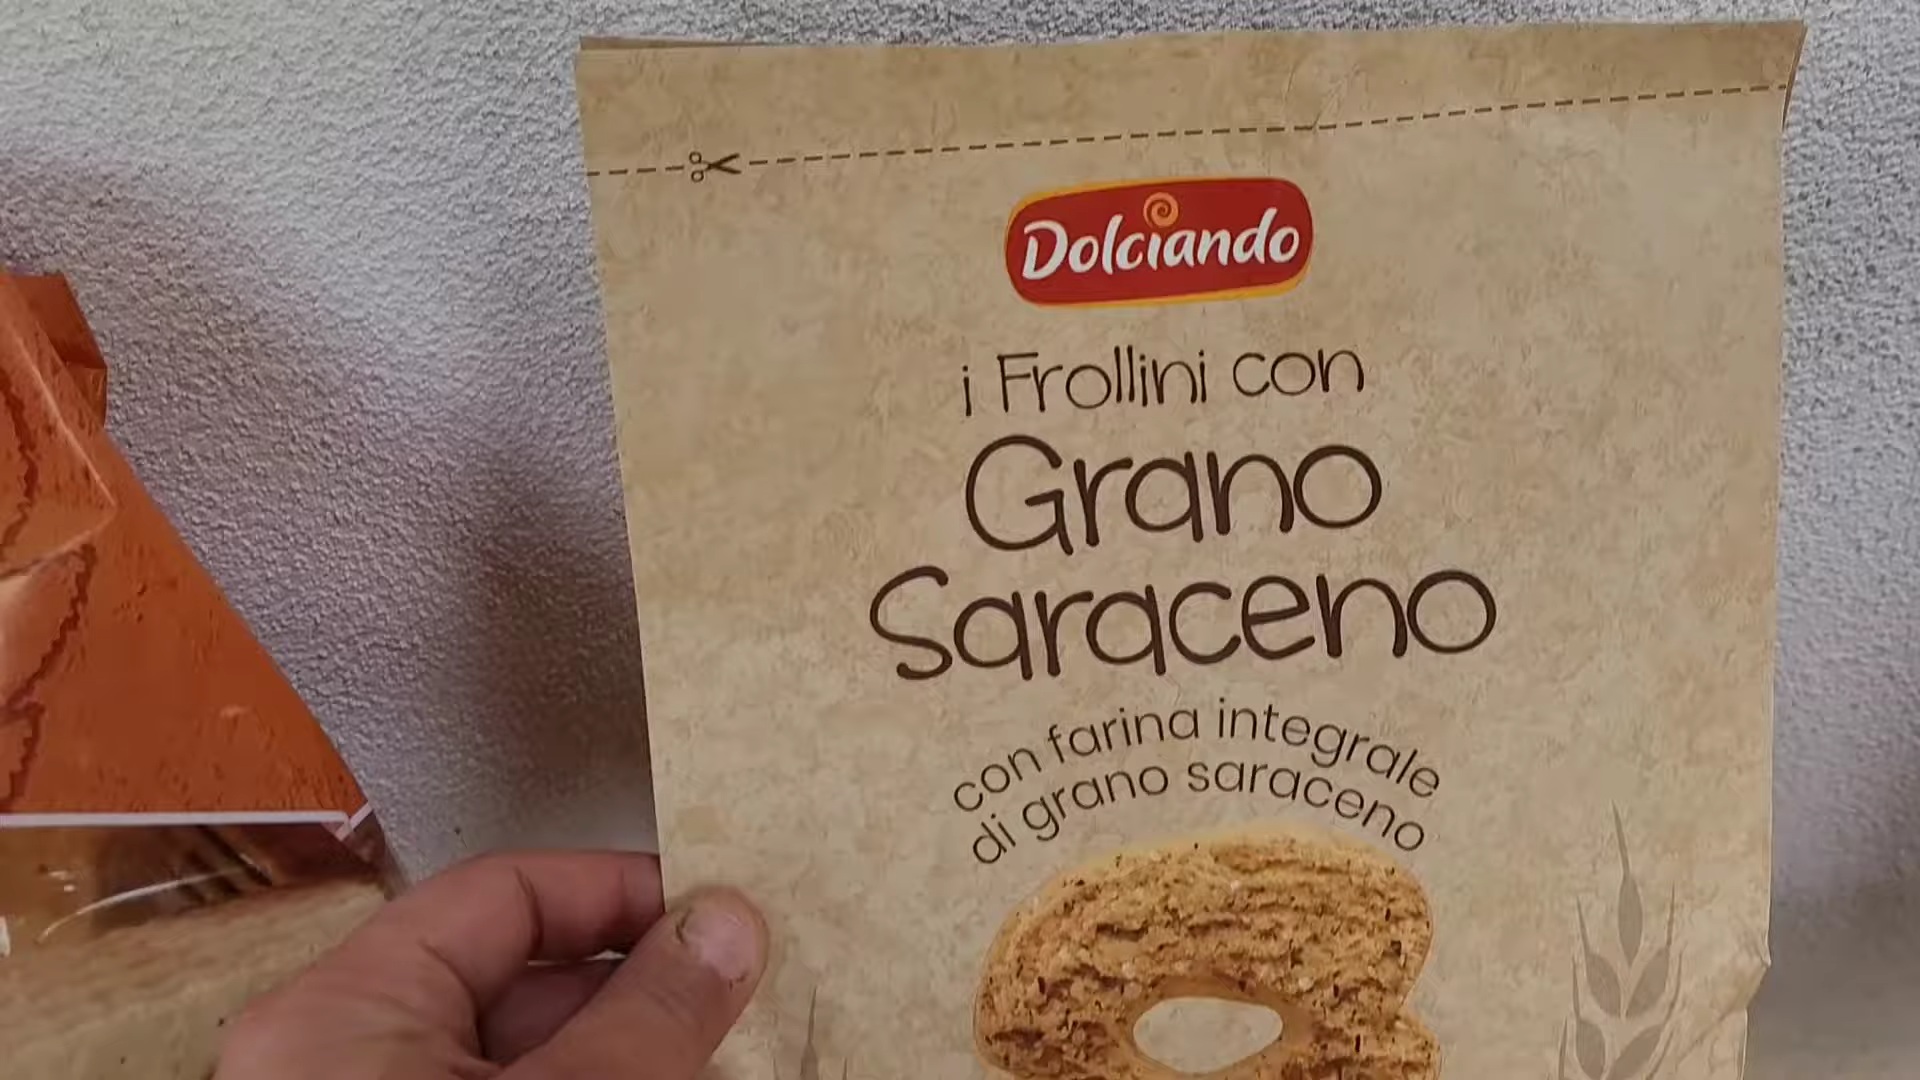 Dolciando
i Frollini con
Grano
Saraceno
con farina integrale
di grano saraceno